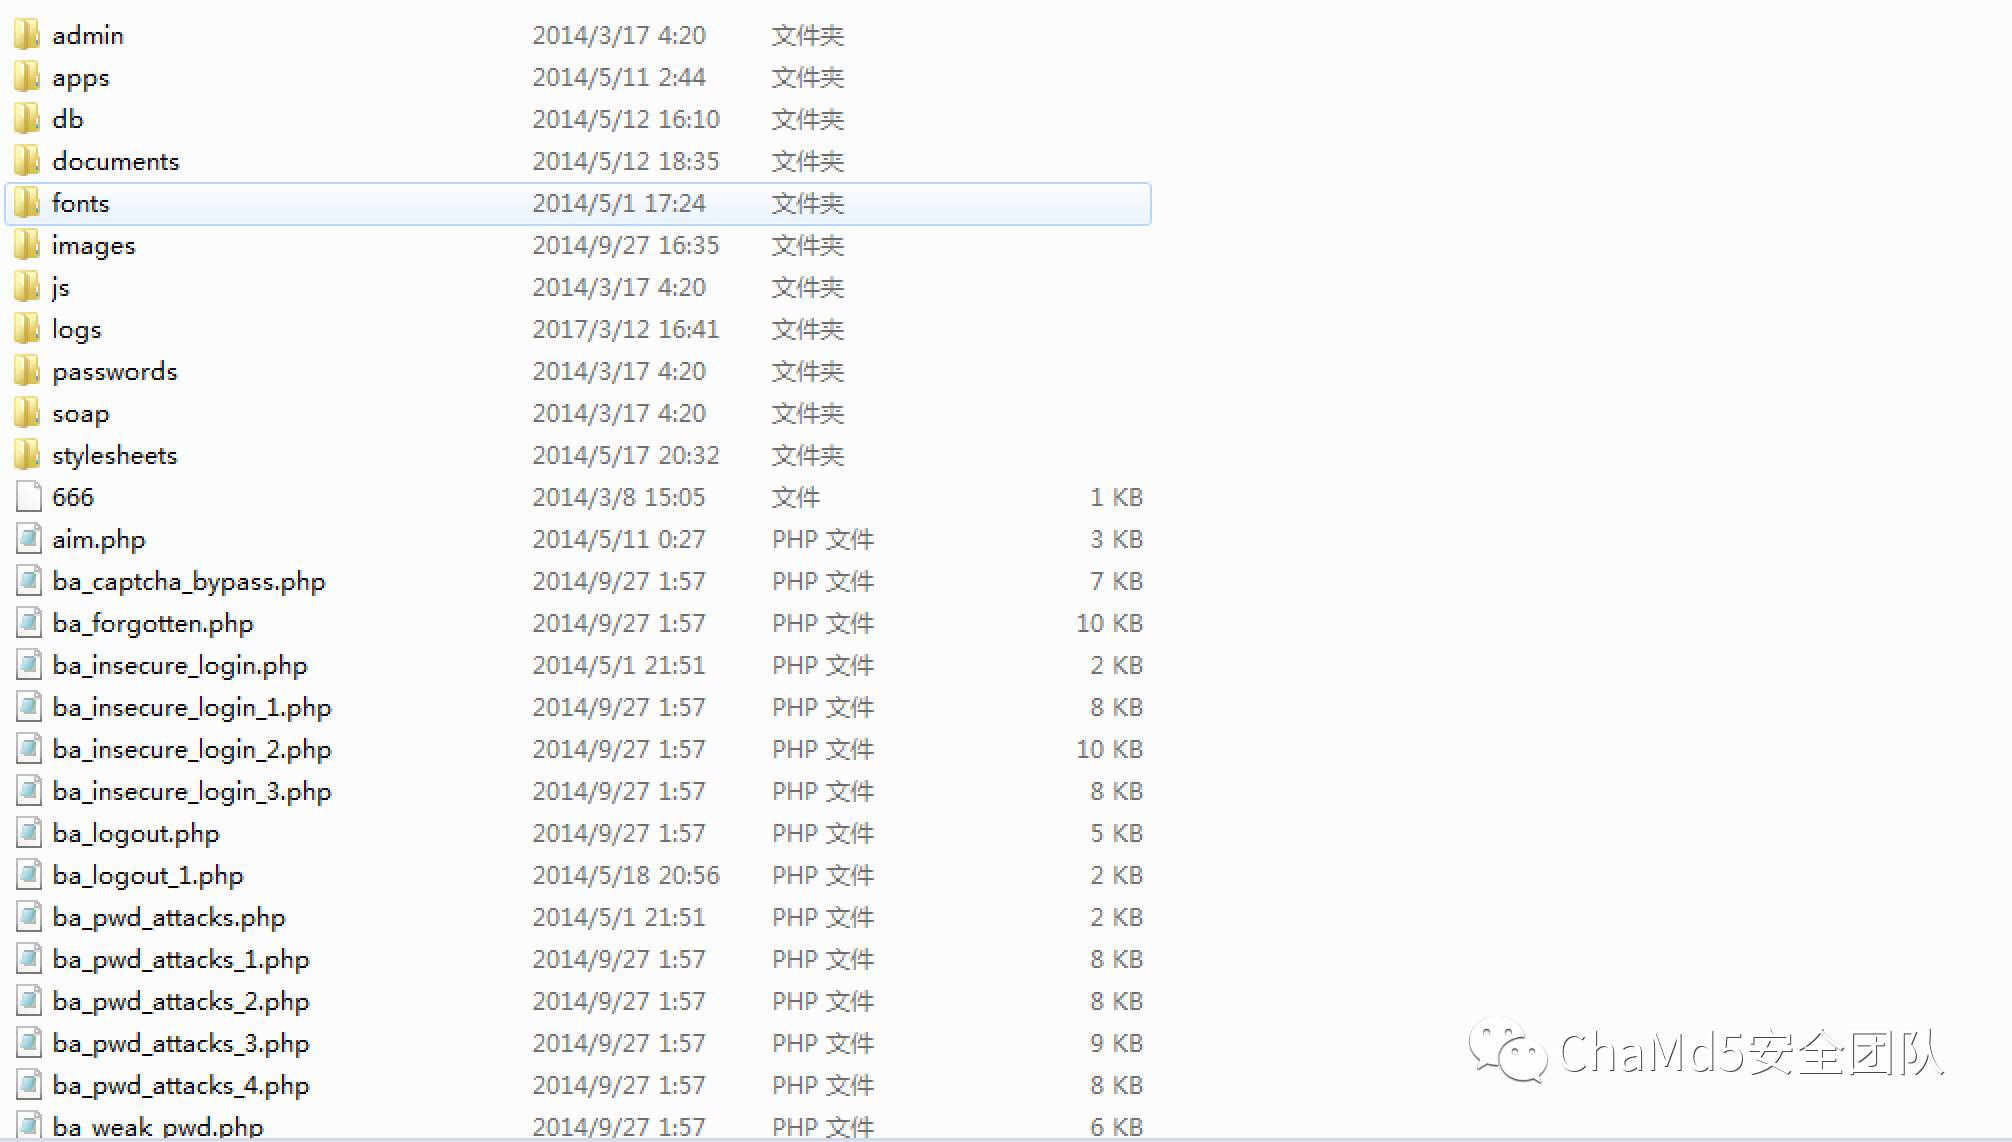 admin 2014/3/17 4:20 文件夹
apps 2014/5/11 2:44 文件夹
db 2014/5/12 16:10 文件夹
documents 2014/5/12 18:35 文件夹
fonts 2014/5/1 17:24 文件夹
images 2014/9/27 16:35 文件夹
js 2014/3/17 4:20 文件夹
logs 2017/3/12 16:41 文件夹
passwords 2014/3/17 4:20 文件夹
soap 2014/3/17 4:20 文件夹
stylesheets 2014/5/17 20:32 文件夹
666 2014/3/8 15:05 文件 1 KB
aim.php 2014/5/11 0:27 PHP 文件 3 KB
ba_captcha_bypass.php 2014/9/27 1:57 PHP 文件 7 KB
ba_forgotten.php 2014/9/27 1:57 PHP 文件 10 KB
ba_insecure_login.php 2014/5/1 21:51 PHP 文件 2 KB
ba_insecure_login_1.php 2014/9/27 1:57 PHP 文件 8 KB
ba_insecure_login_2.php 2014/9/27 1:57 PHP 文件 10 KB
ba_insecure_login_3.php 2014/9/27 1:57 PHP 文件 8 KB
ba_logout.php 2014/9/27 1:57 PHP 文件 5 KB
ba_logout_1.php 2014/5/18 20:56 PHP 文件 2 KB
ba_pwd_attacks.php 2014/5/1 21:51 PHP 文件 2 KB
ba_pwd_attacks_1.php 2014/9/27 1:57 PHP 文件 8 KB
ba_pwd_attacks_2.php 2014/9/27 1:57 PHP 文件 8 KB
ba_pwd_attacks_3.php 2014/9/27 1:57 PHP 文件 9 KB
ba_pwd_attacks_4.php 2014/9/27 1:57 PHP 文件 8 KB
ba_weak_pwd.php 2014/9/27 1:57 PHP 文件 6 KB
ChaMd5安全团队